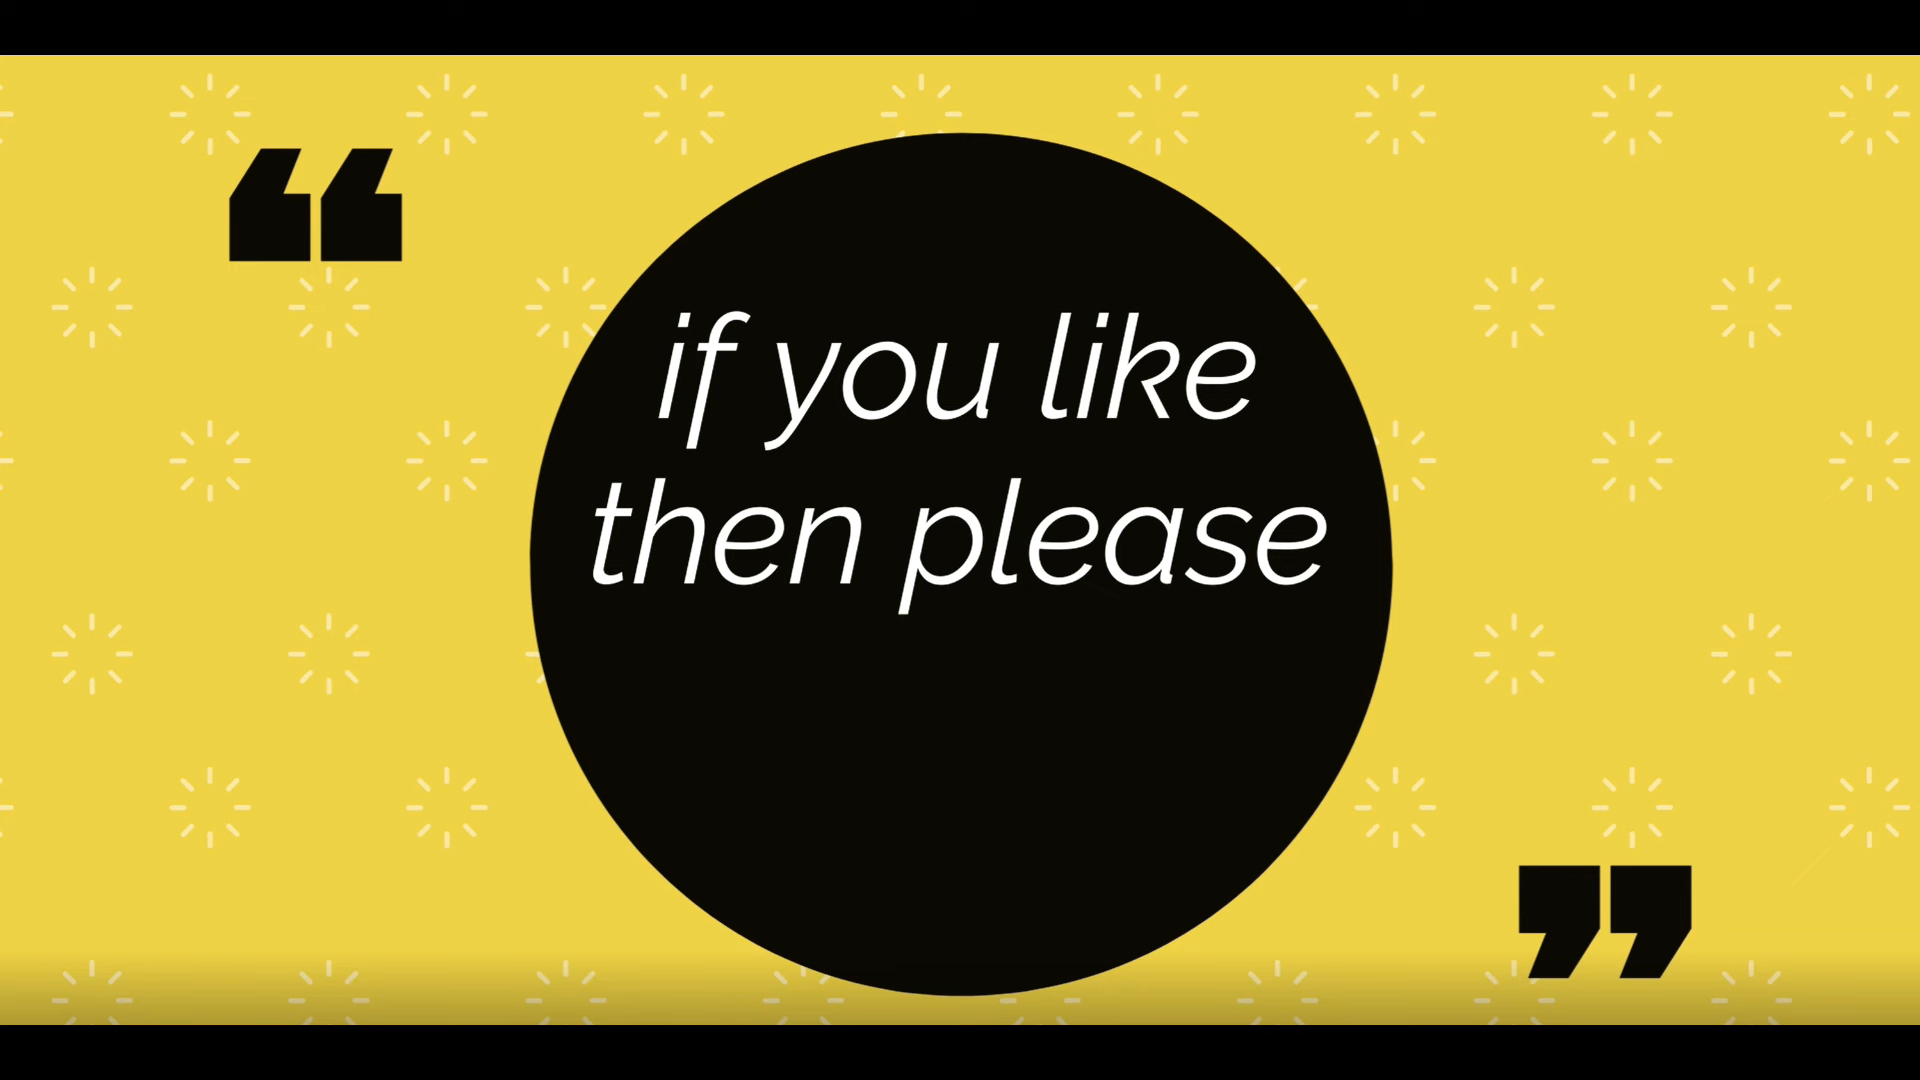 “
if you like
then please
”